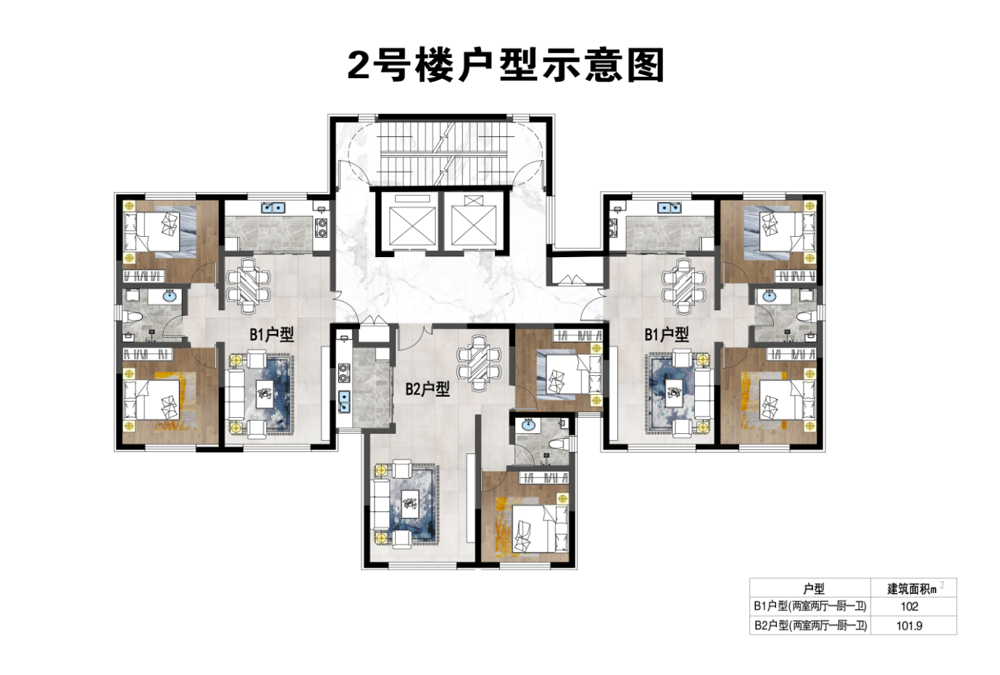 2号楼户型示意图
B1户型
B1户型
B2户型
户型 建筑面积m²
B1户型(两室两厅一厨一卫) 102
B2户型(两室两厅一厨一卫) 101.9